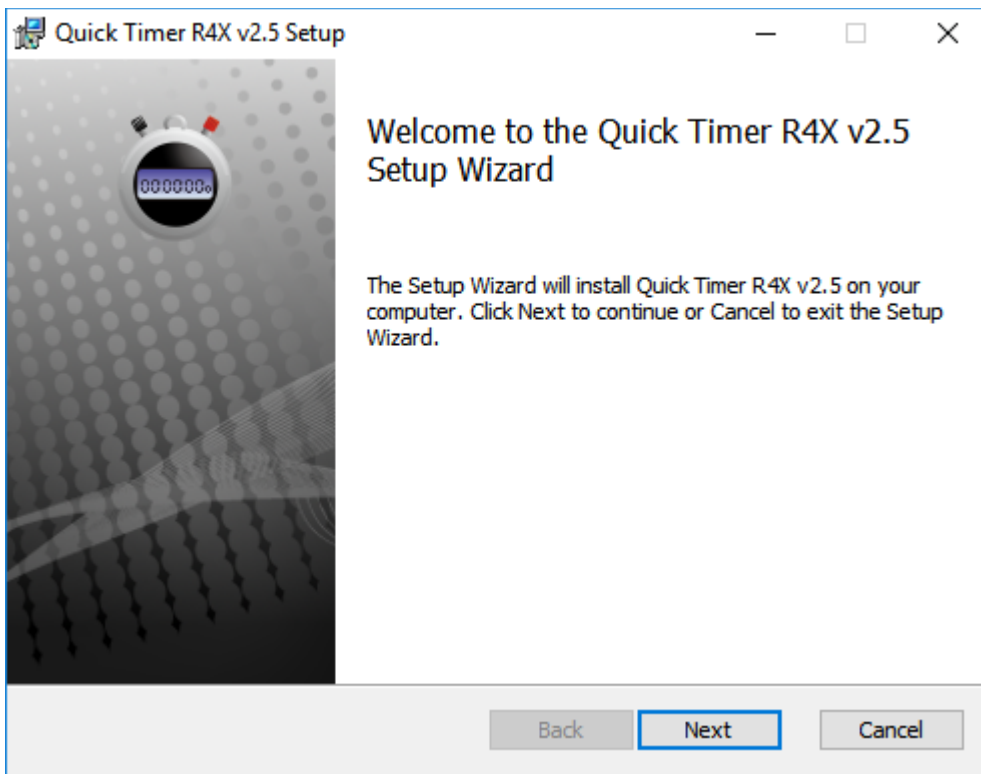 Quick Timer R4X v2.5 Setup
000000₀
Welcome to the Quick Timer R4X v2.5
Setup Wizard
The Setup Wizard will install Quick Timer R4X v2.5 on your
computer. Click Next to continue or Cancel to exit the Setup
Wizard.
Back
Next
Cancel